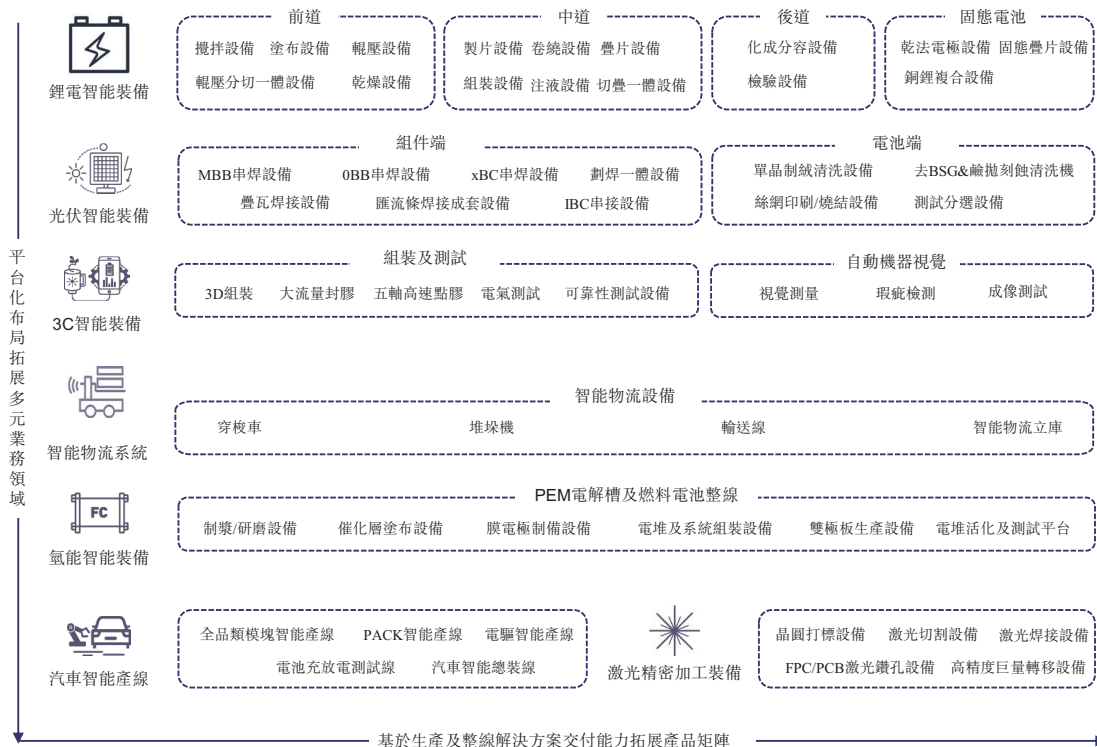 前道
攪拌設備 塗布設備 輥壓設備
輥壓分切一體設備 乾燥設備
中道
製片設備 卷繞設備 疊片設備
組裝設備 注液設備 切疊一體設備
後道
化成分容設備
檢驗設備
固態電池
乾法電極設備 固態疊片設備
銅鋰複合設備
鋰電智能裝備
組件端
MBB串焊設備 0BB串焊設備 xBC串焊設備 劃焊一體設備
疊瓦焊接設備 匯流條焊接成套設備 IBC串接設備
電池端
單晶制絨清洗設備 去BSG&鹼拋刻蝕清洗機
絲網印刷/燒結設備 測試分選設備
光伏智能裝備
平台化布局拓展多元業務領域
組裝及測試
3D組裝 大流量封膠 五軸高速點膠 電氣測試 可靠性測試設備
自動機器視覺
視覺測量 瑕疵檢測 成像測試
3C智能裝備
智能物流設備
穿梭車 堆垛機 輸送線 智能物流立庫
智能物流系統
PEM電解槽及燃料電池整線
FC
制漿/研磨設備 催化層塗布設備 膜電極制備設備 電堆及系統組裝設備 雙極板生產設備 電堆活化及測試平台
氫能智能裝備
全品類模塊智能產線 PACK智能產線 電驅智能產線
電池充放電測試線 汽車智能總裝線
汽車智能產線
激光精密加工裝備
晶圓打標設備 激光切割設備 激光焊接設備
FPC/PCB激光鑽孔設備 高精度巨量轉移設備
基於生產及整線解決方案交付能力拓展產品矩陣